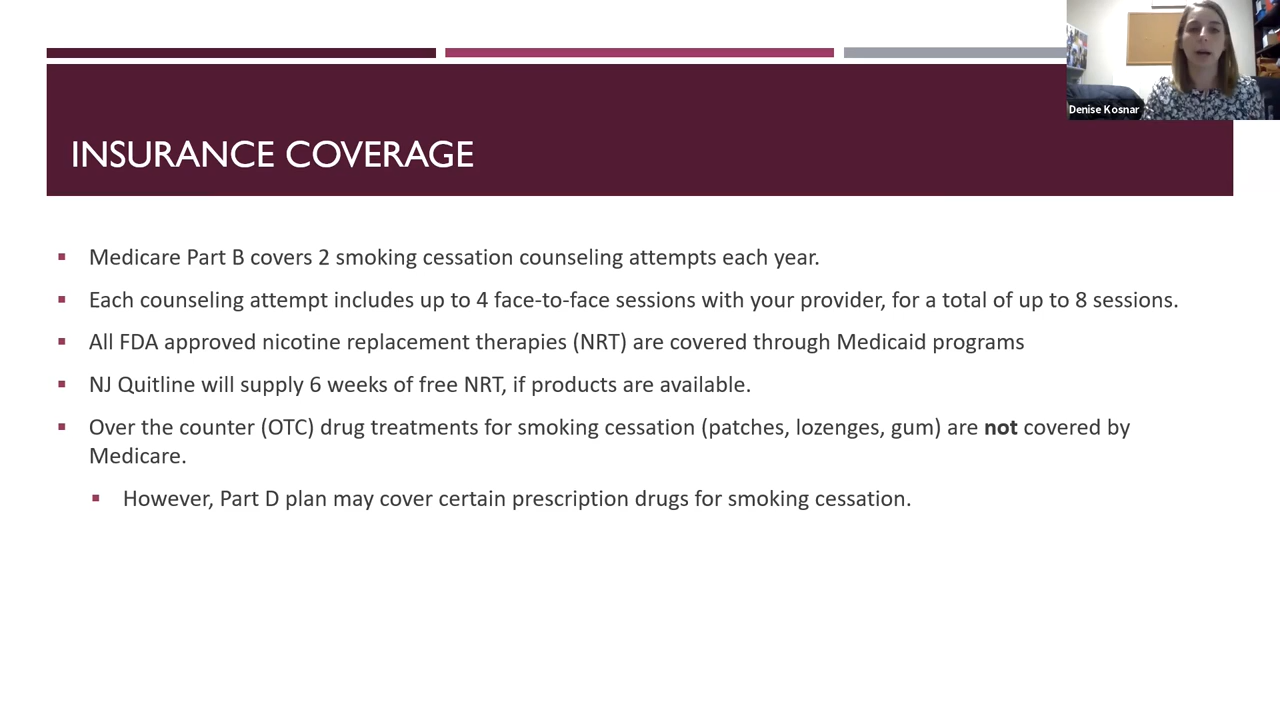 Denise Kosnar
INSURANCE COVERAGE
▪ Medicare Part B covers 2 smoking cessation counseling attempts each year.
▪ Each counseling attempt includes up to 4 face-to-face sessions with your provider, for a total of up to 8 sessions.
▪ All FDA approved nicotine replacement therapies (NRT) are covered through Medicaid programs
▪ NJ Quitline will supply 6 weeks of free NRT, if products are available.
▪ Over the counter (OTC) drug treatments for smoking cessation (patches, lozenges, gum) are not covered by
Medicare.
▪ However, Part D plan may cover certain prescription drugs for smoking cessation.